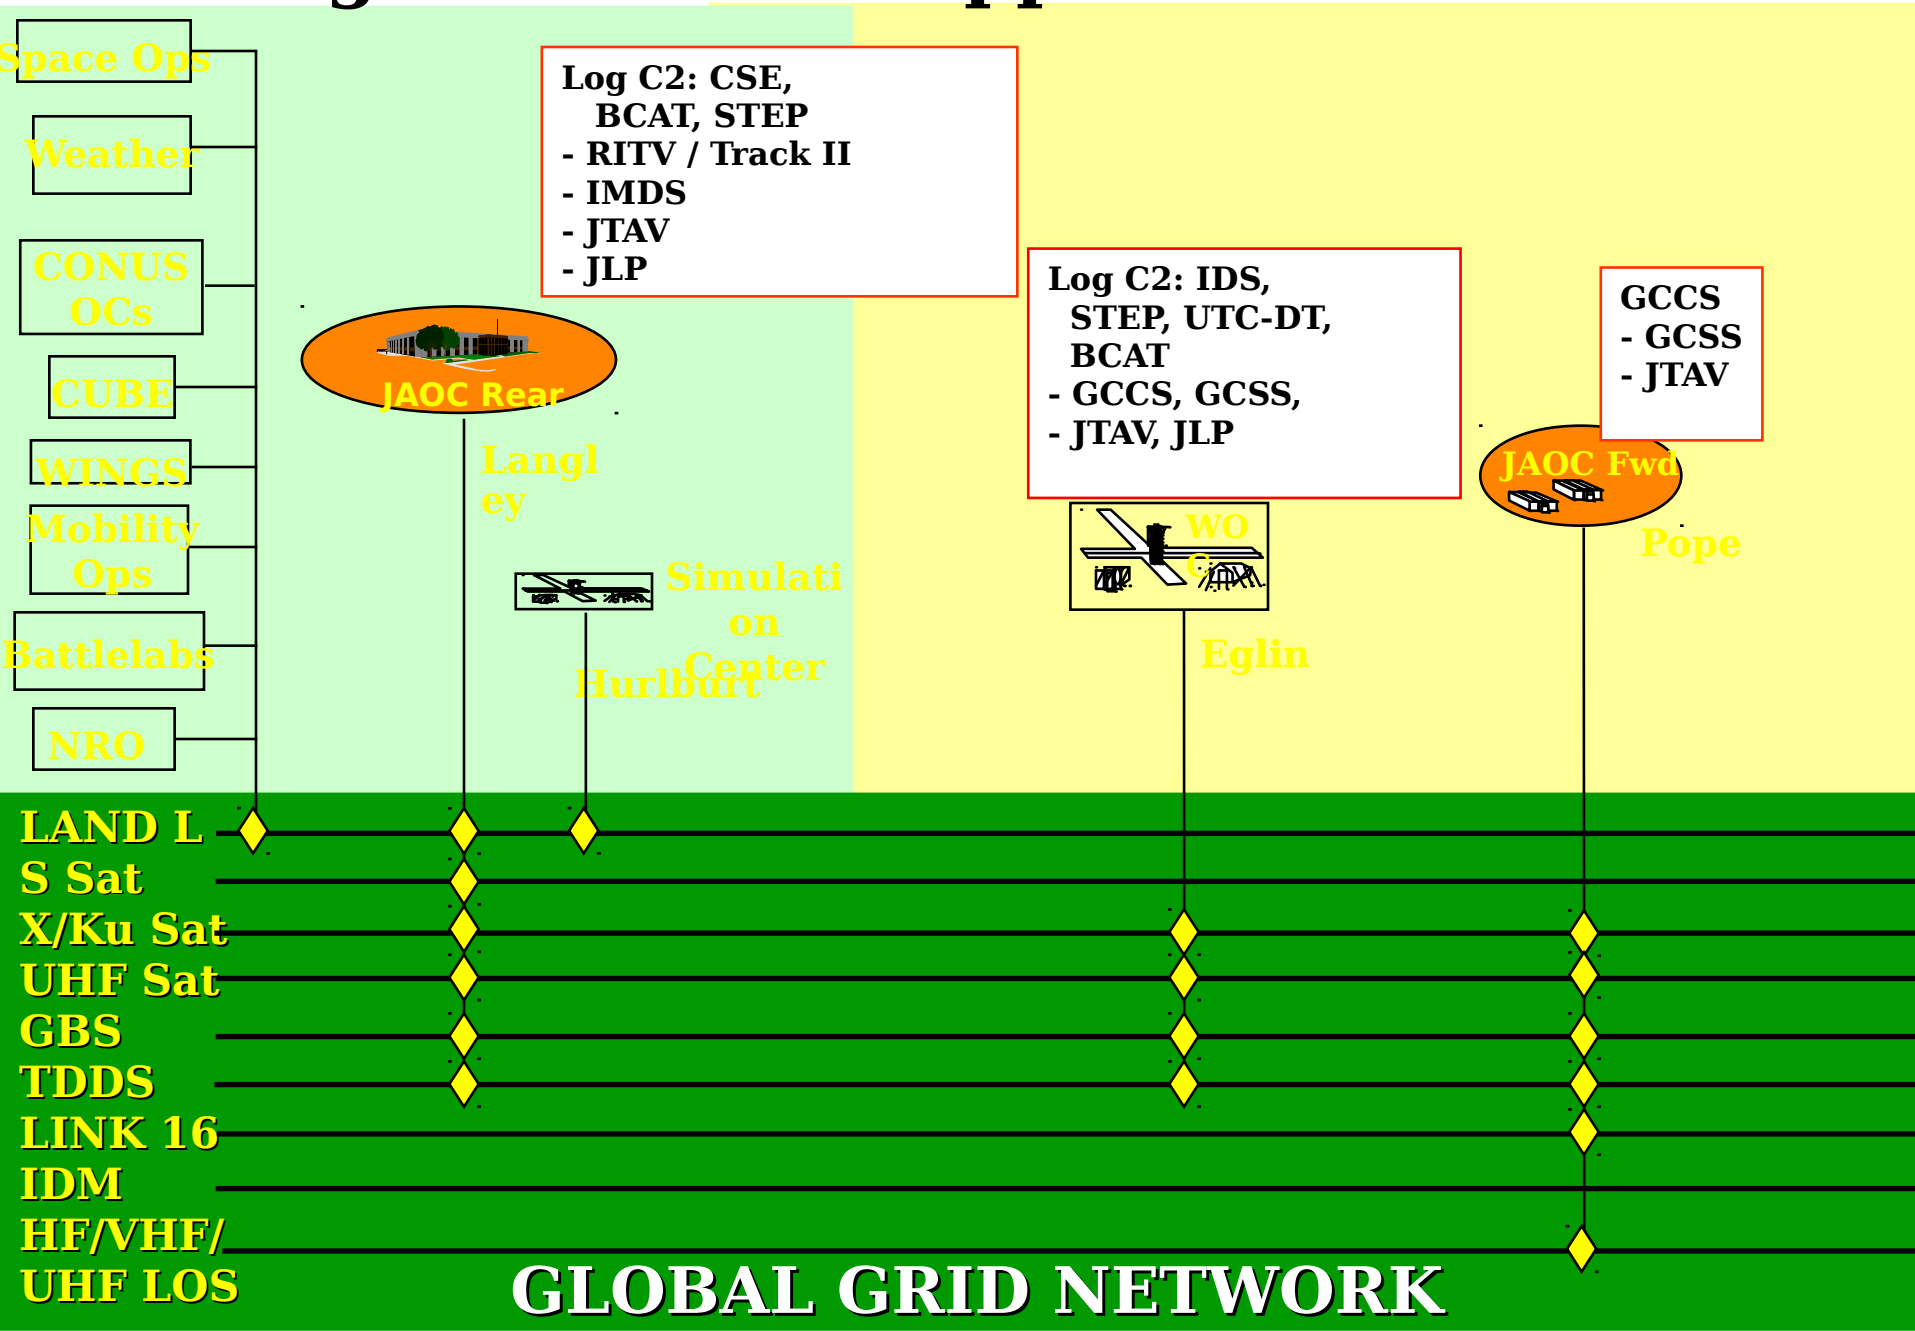 Space Ops
Weather
CONUS
OCs
CUBE
WINGS
Mobility
Ops
Battlelabs
NRO
Log C2: CSE,
BCAT, STEP
- RITV / Track II
- IMDS
- JTAV
- JLP
JAOC Rear
Langl
ey
Simulati
on
Center
Hurlburt
Log C2: IDS,
STEP, UTC-DT,
BCAT
- GCCS, GCSS,
- JTAV, JLP
WO
C
Eglin
GCCS
- GCSS
- JTAV
JAOC Fwd
Pope
LAND L
S Sat
X/Ku Sat
UHF Sat
GBS
TDDS
LINK 16
IDM
HF/VHF/
UHF LOS
GLOBAL GRID NETWORK